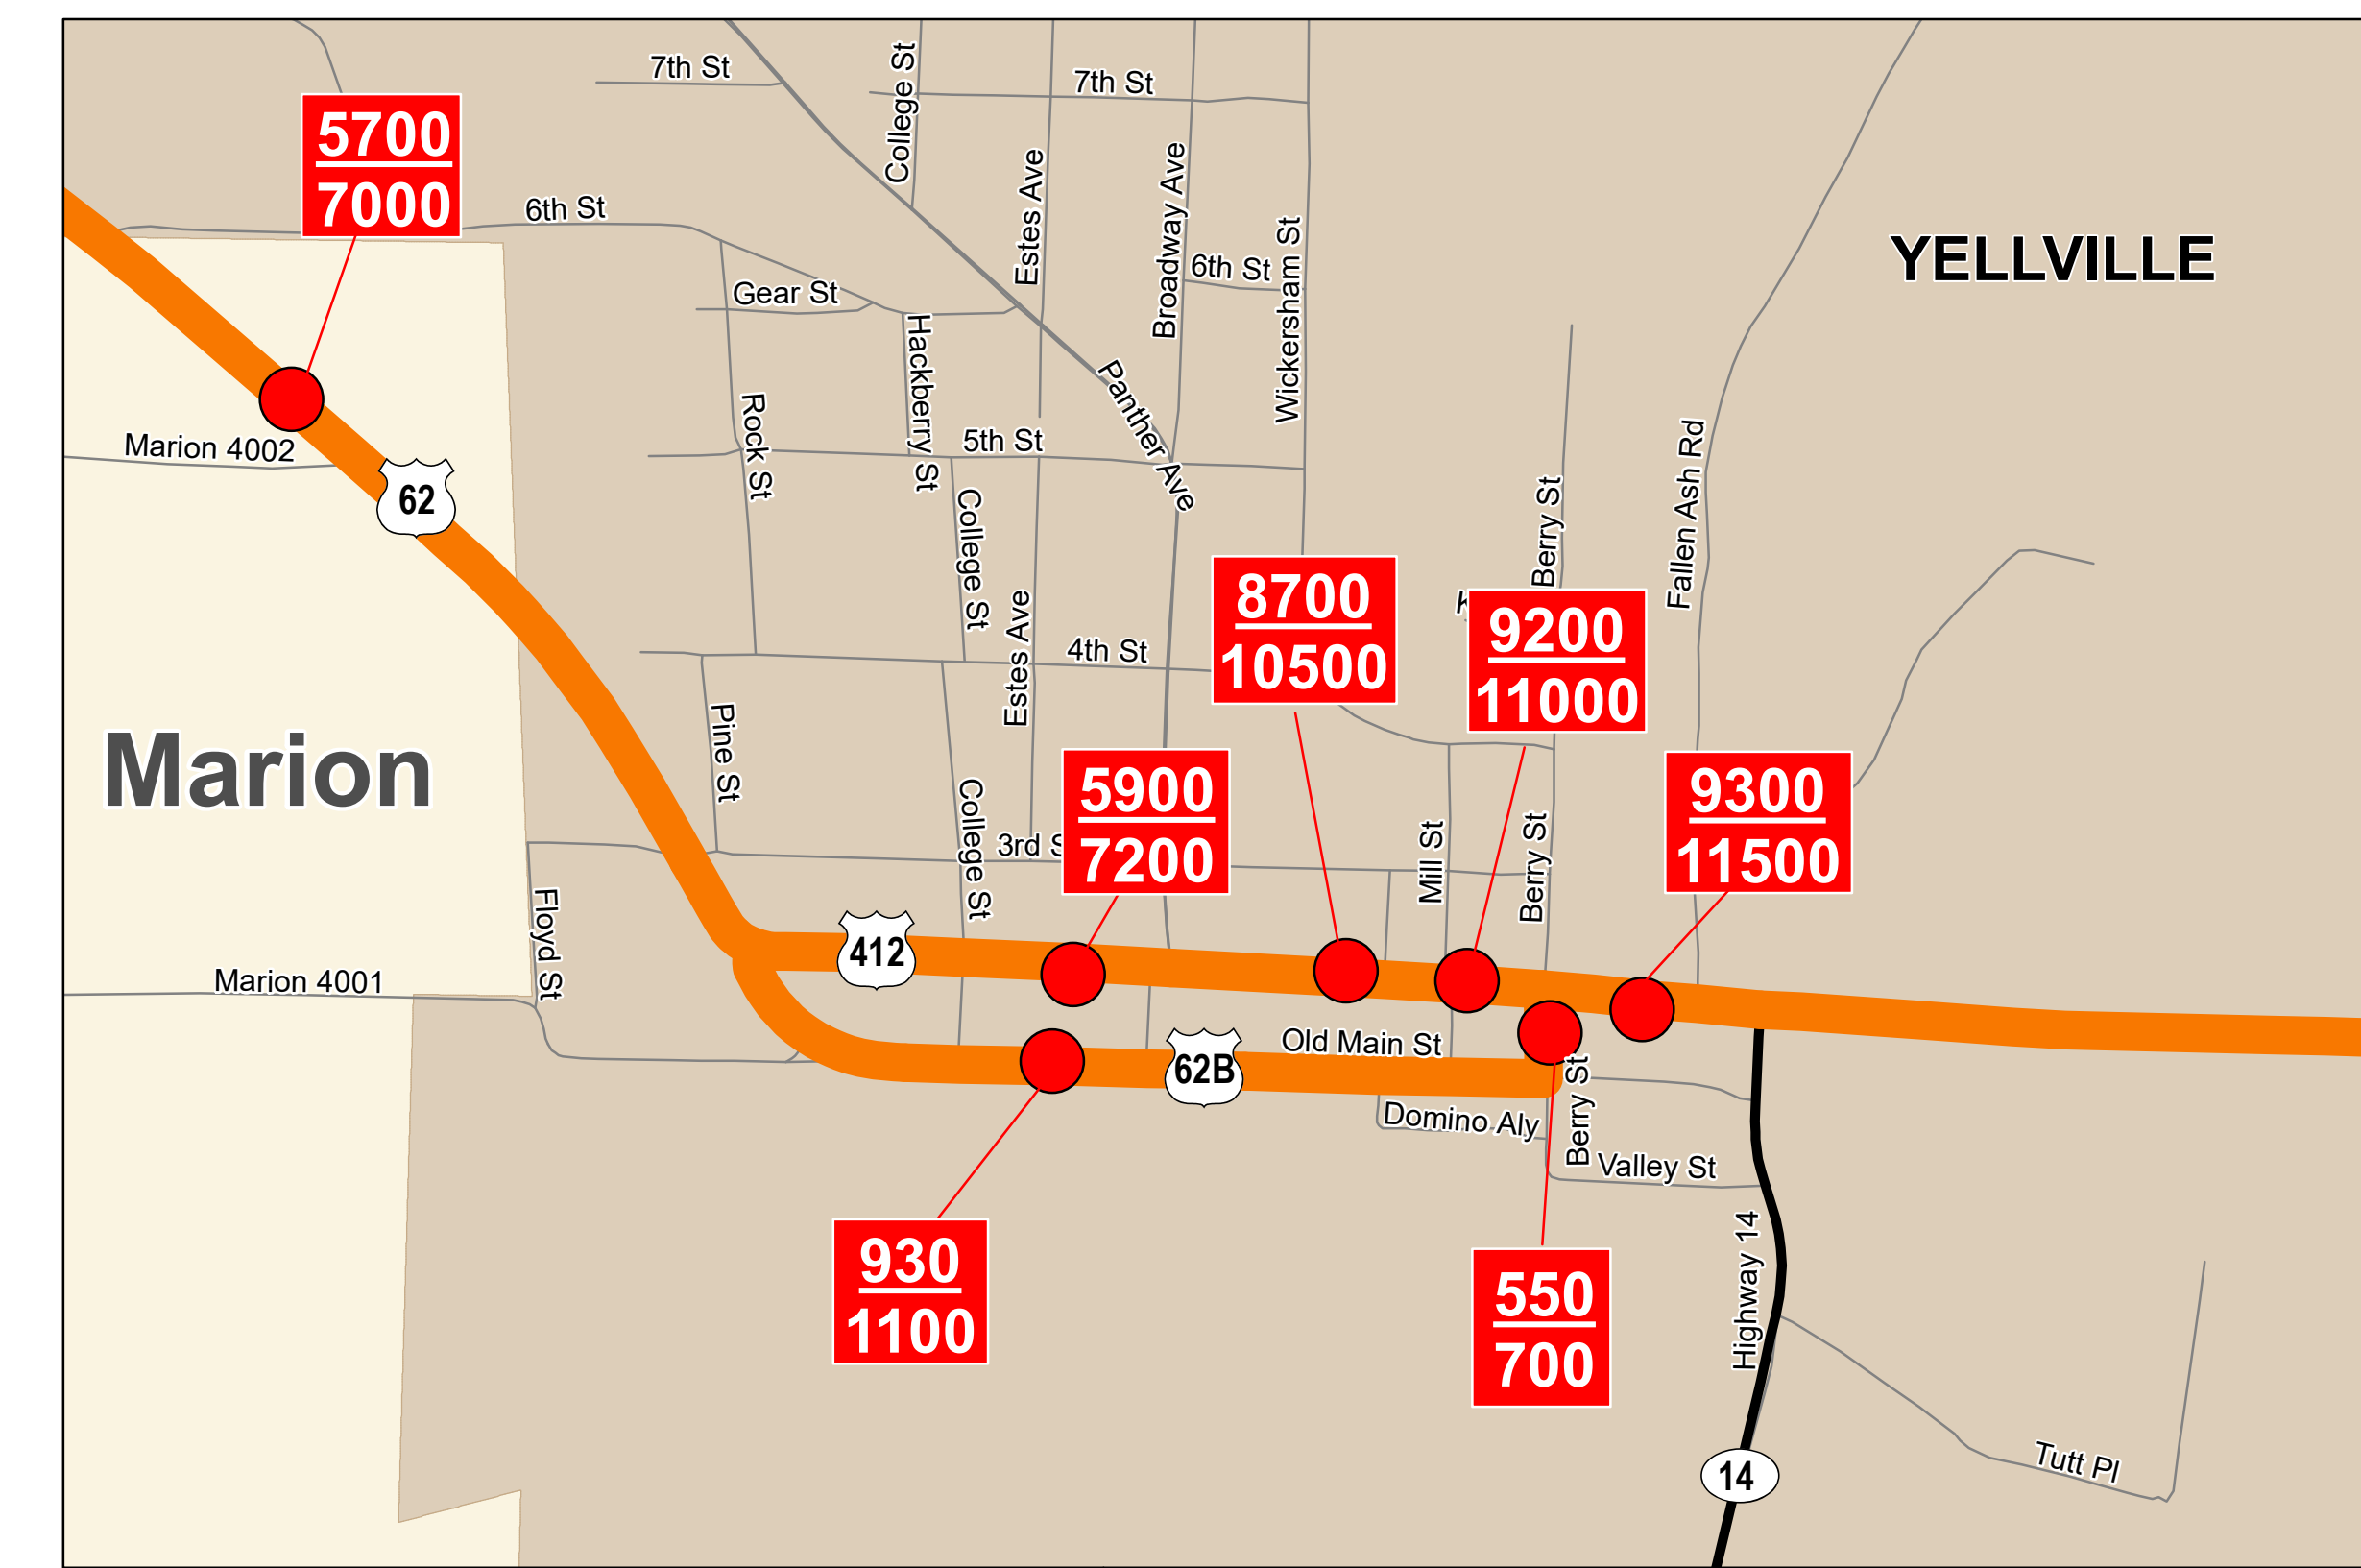 7th St
College St
7th St
5700
7000
6th St
Estes Ave
Broadway Ave
Wickersham St
6th St
YELLVILLE
Gear St
Hackberry St
Panther Ave
Rock St
Marion 4002
62
5th St
College St
Berry St
Fallen Ash Rd
8700
10500
9200
11000
Estes Ave
4th St
Pine St
Marion
5900
7200
9300
11500
College St
3rd S
Mill St
Berry St
Floyd St
412
Marion 4001
Old Main St
62B
Berry St
Domino Aly
Valley St
930
1100
550
700
Highway 14
14
Tutt Pl